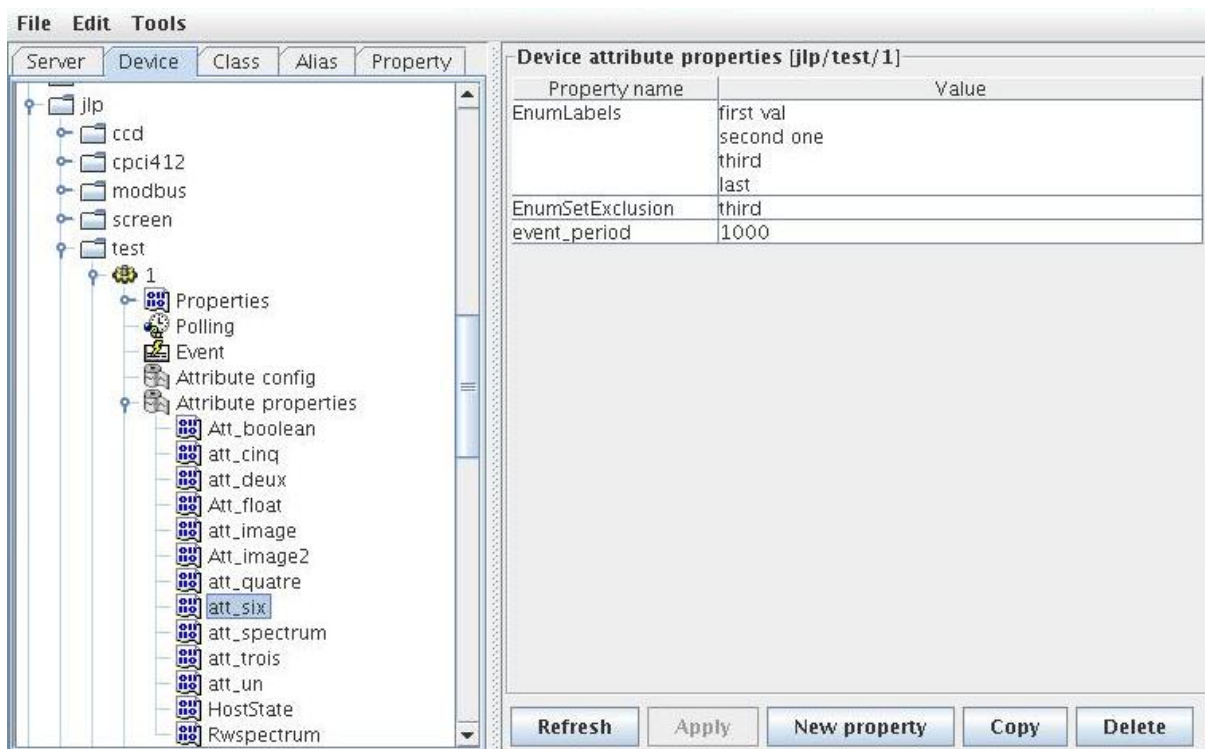 File Edit Tools
Server Device Class Alias Property
jlp
ccd
cpci412
modbus
screen
test
1
Properties
Polling
Event
Attribute config
Attribute properties
Att_boolean
att_cinq
att_deux
Att_float
att_image
Att_image2
att_quatre
att_six
att_spectrum
att_trois
att_un
HostState
Rwspectrum
Device attribute properties [jlp/test/1]
Property name Value
EnumLabels first val
second one
third
last
EnumSetExclusion third
event_period 1000
Refresh Apply New property Copy Delete